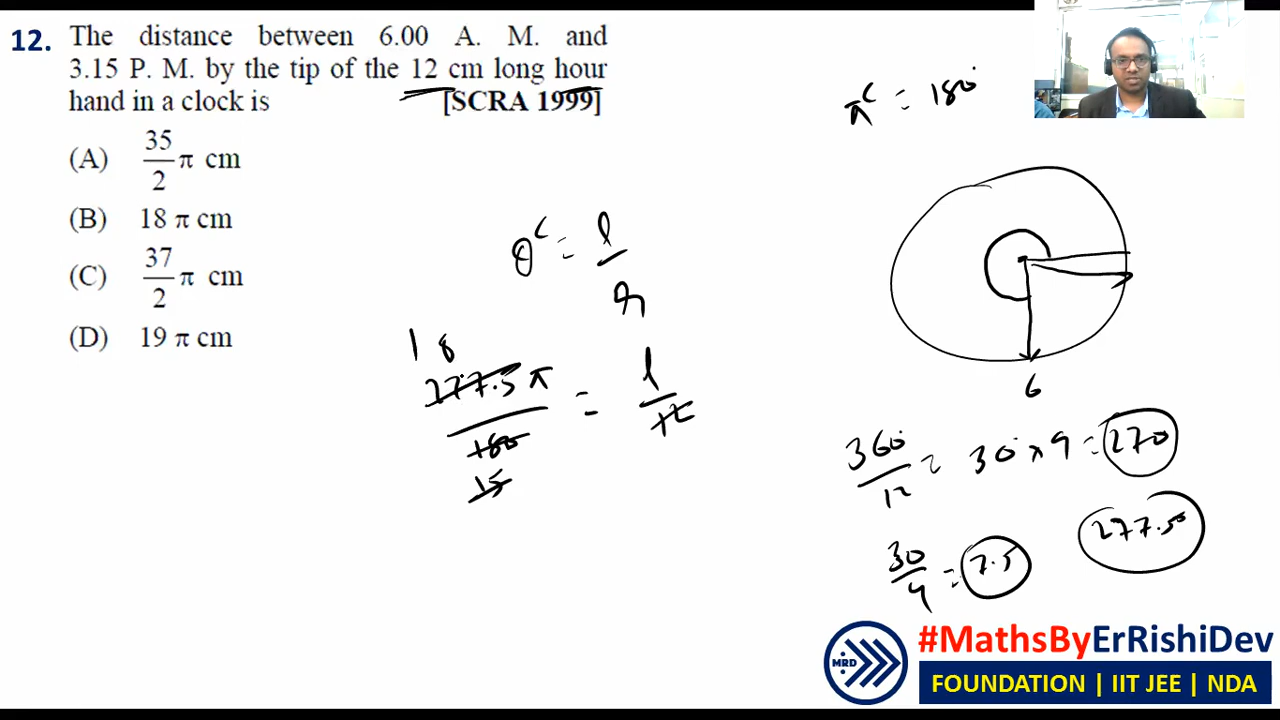 12. The distance between 6.00 A. M. and
3.15 P. M. by the tip of the 12 cm long hour
hand in a clock is [SCRA 1999]
(A) 35/2 π cm
(B) 18 π cm
(C) 37/2 π cm
(D) 19 π cm
π^c = 180°
θ^c = l/r
18
277.5 π / 180 = l/12
15
6
360°/12 = 30° × 9 = 270
277.5°
30/4 = 7.5
MRD
#MathsByErRishiDev
FOUNDATION | IIT JEE | NDA